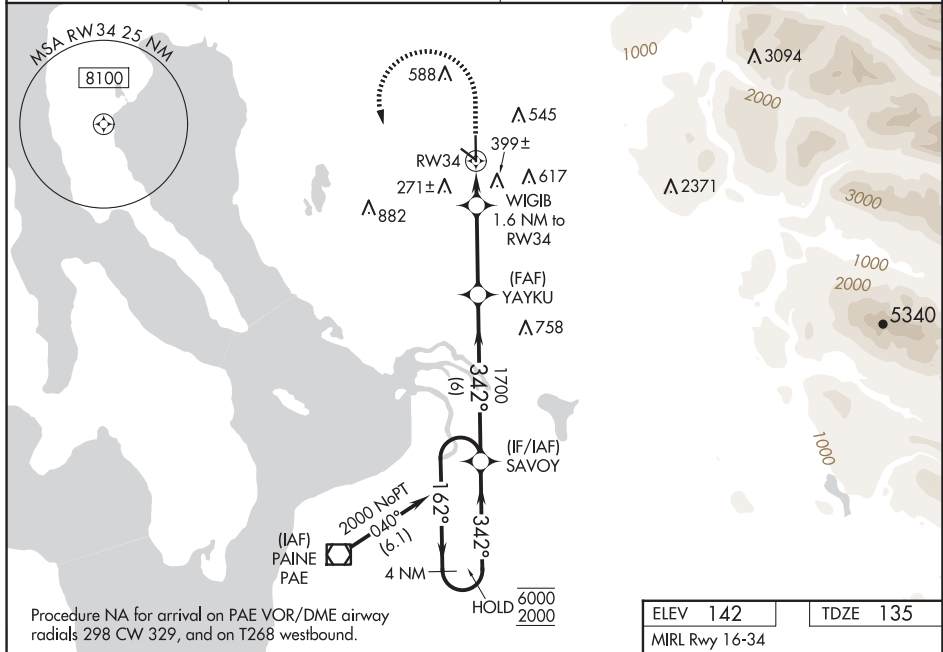 MSA RW34 25 NM
8100
588
545
RW34
399±
271±
617
882
WIGIB
1.6 NM to
RW34
(FAF)
YAYKU
758
1700
342°
(6)
(IF/IAF)
SAVOY
2000 NoPT
040°
(6.1)
162°
342°
(IAF)
PAINE
PAE
4 NM
HOLD
6000
2000
1000
3094
2000
2371
3000
1000
2000
5340
1000
Procedure NA for arrival on PAE VOR/DME airway
radials 298 CW 329, and on T268 westbound.
ELEV 142
TDZE 135
MIRL Rwy 16-34